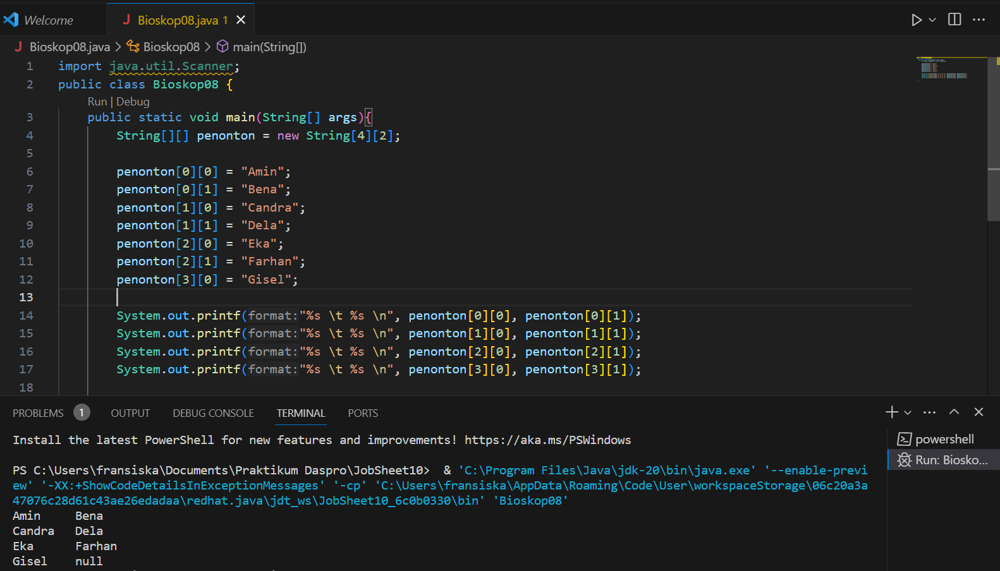 Welcome
J Bioskop08.java 1
J Bioskop08.java > Bioskop08 > main(String[])
1 import java.util.Scanner;
2 public class Bioskop08 {
Run | Debug
3 public static void main(String[] args){
4 String[][] penonton = new String[4][2];
5
6 penonton[0][0] = "Amin";
7 penonton[0][1] = "Bena";
8 penonton[1][0] = "Candra";
9 penonton[1][1] = "Dela";
10 penonton[2][0] = "Eka";
11 penonton[2][1] = "Farhan";
12 penonton[3][0] = "Gisel";
13
14 System.out.printf(format:"%s \t %s \n", penonton[0][0], penonton[0][1]);
15 System.out.printf(format:"%s \t %s \n", penonton[1][0], penonton[1][1]);
16 System.out.printf(format:"%s \t %s \n", penonton[2][0], penonton[2][1]);
17 System.out.printf(format:"%s \t %s \n", penonton[3][0], penonton[3][1]);
18
PROBLEMS 1 OUTPUT DEBUG CONSOLE TERMINAL PORTS
powershell
Run: Biosko...
Install the latest PowerShell for new features and improvements! https://aka.ms/PSWindows
PS C:\Users\fransiska\Documents\Praktikum Daspro\JobSheet10>  & 'C:\Program Files\Java\jdk-20\bin\java.exe' '--enable-previ
ew' '-XX:+ShowCodeDetailsInExceptionMessages' '-cp' 'C:\Users\fransiska\AppData\Roaming\Code\User\workspaceStorage\06c20a3a
47076c28d61c43ae26edadaa\redhat.java\jdt_ws\JobSheet10_6c0b0330\bin' 'Bioskop08'
Amin Bena
Candra Dela
Eka Farhan
Gisel null